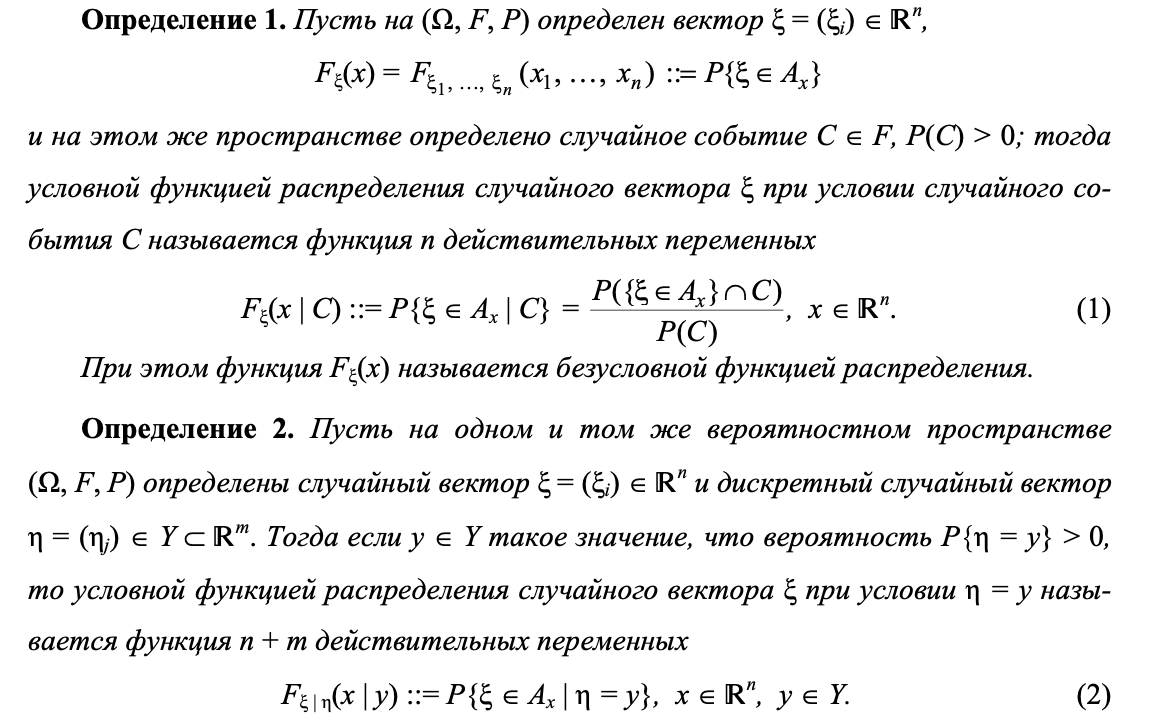 Определение 1. Пусть на (Ω, F, P) определен вектор ξ = (ξᵢ) ∈ ℝⁿ,
F_ξ(x) = F_{ξ₁, …, ξₙ} (x₁, …, xₙ) ::= P{ξ ∈ Aₓ}
и на этом же пространстве определено случайное событие C ∈ F, P(C) > 0; тогда
условной функцией распределения случайного вектора ξ при условии случайного со-
бытия C называется функция n действительных переменных
F_ξ(x | C) ::= P{ξ ∈ Aₓ | C} = P({ξ ∈ Aₓ} ∩ C) / P(C), x ∈ ℝⁿ. (1)
При этом функция F_ξ(x) называется безусловной функцией распределения.
Определение 2. Пусть на одном и том же вероятностном пространстве
(Ω, F, P) определены случайный вектор ξ = (ξᵢ) ∈ ℝⁿ и дискретный случайный вектор
η = (ηⱼ) ∈ Y ⊂ ℝᵐ. Тогда если y ∈ Y такое значение, что вероятность P{η = y} > 0,
то условной функцией распределения случайного вектора ξ при условии η = y назы-
вается функция n + m действительных переменных
F_{ξ | η}(x | y) ::= P{ξ ∈ Aₓ | η = y}, x ∈ ℝⁿ, y ∈ Y. (2)